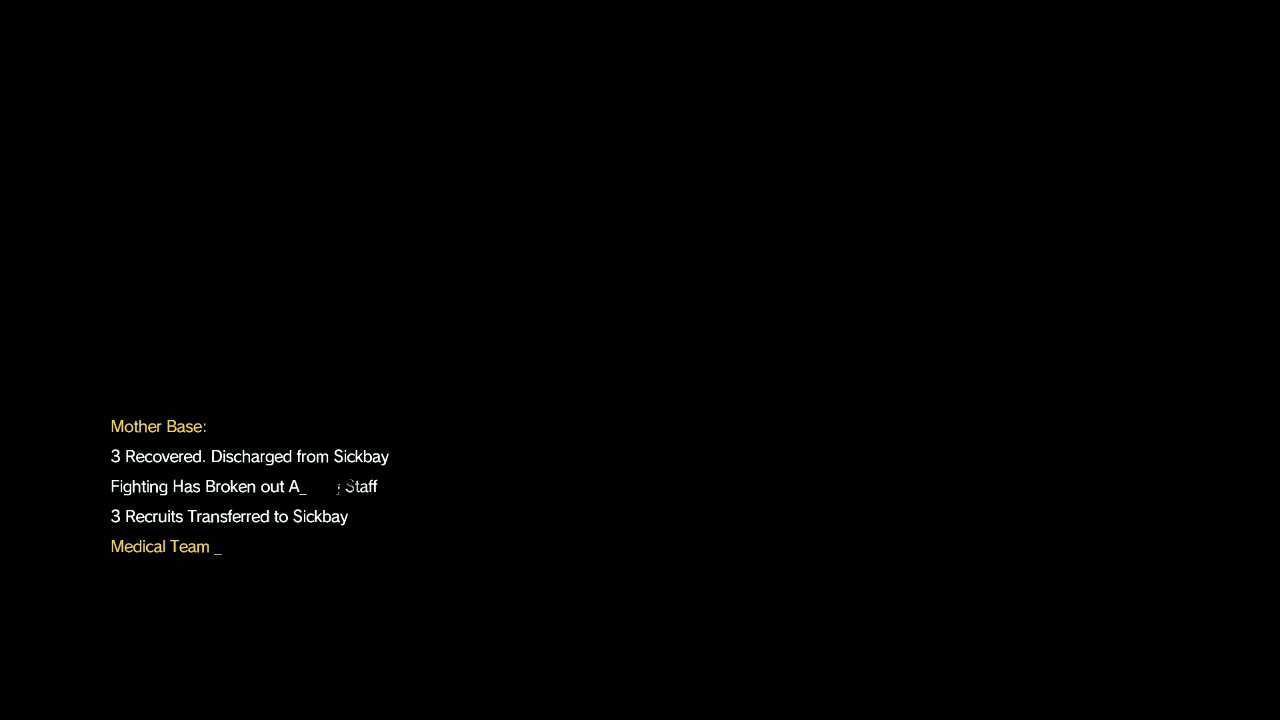 Mother Base:
3 Recovered. Discharged from Sickbay
Fighting Has Broken out A_ Staff
3 Recruits Transferred to Sickbay
Medical Team _